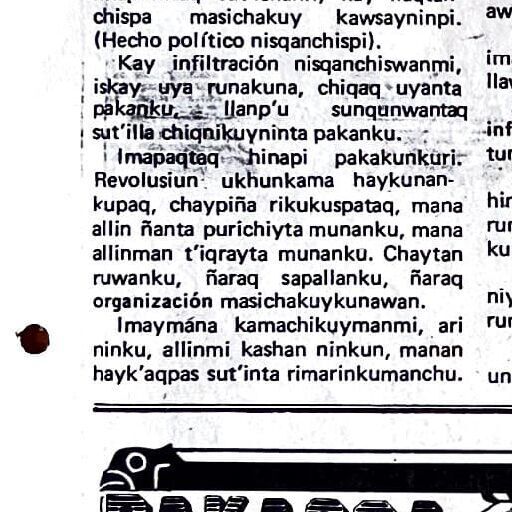 chispa masichakuy kawsayninpi.
(Hecho político nisqanchispi).
Kay infiltración nisqanchiswanmi,
iskay uya runakuna, chiqaq uyanta
pakanku, llanp'u sunqunwantaq
sut'illa chiqnikuyninta pakanku.
Imapaqtaq hinapi pakakunkuri.
Revolusiun ukhunkama haykunan-
kupaq, chaypiña rikukuspataq, mana
allin ñanta purichiyta munanku, mana
allinman t'iqrayta munanku. Chaytan
ruwanku, ñaraq sapallanku, ñaraq
organización masichakuykunawan.
Imaymána kamachikuymanmi, ari
ninku, allinmi kashan ninkun, manan
hayk'aqpas sut'inta rimarinkumanchu.
aw
im
llav
inf
tur
hir
rur
ku
niy
rur
un